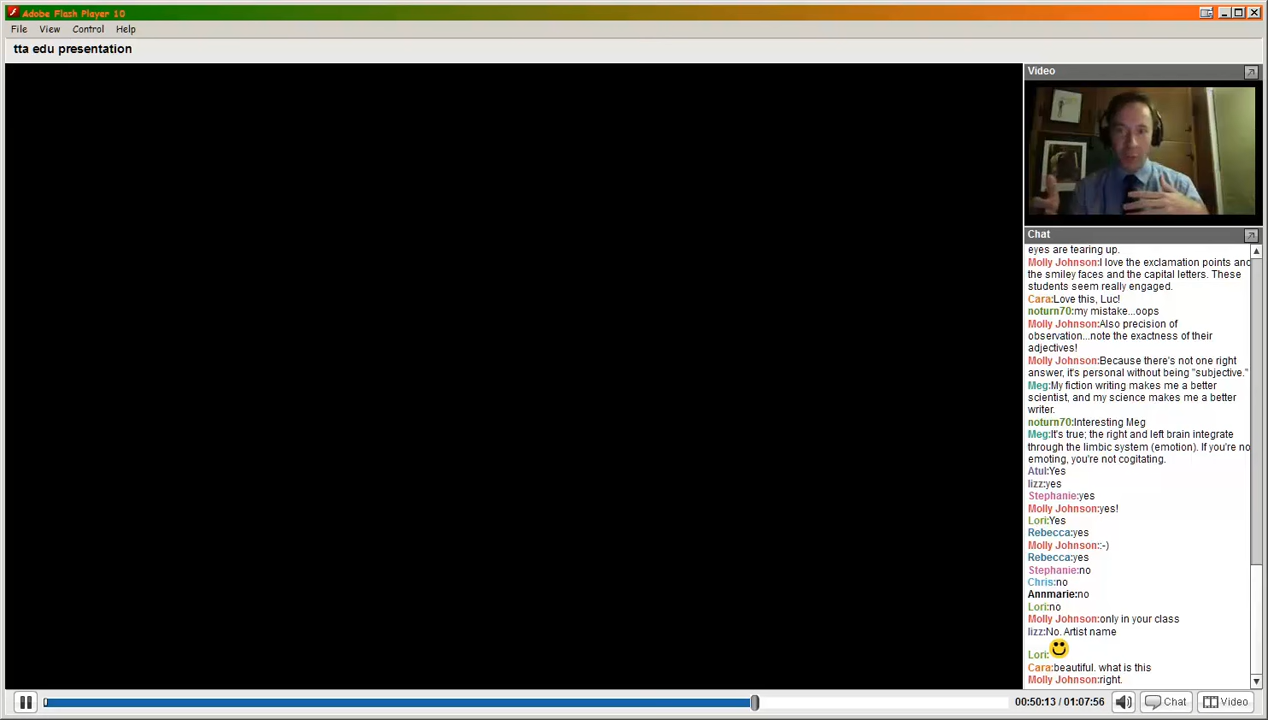 Adobe Flash Player 10
File View Control Help
tta edu presentation
Video
Chat
eyes are tearing up.
Molly Johnson:I love the exclamation points and
the smiley faces and the capital letters. These
students seem really engaged.
Cara:Love this, Luc!
noturn70:my mistake...oops
Molly Johnson:Also precision of
observation...note the exactness of their
adjectives!
Molly Johnson:Because there's not one right
answer, it's personal without being "subjective."
Meg:My fiction writing makes me a better
scientist, and my science makes me a better
writer.
noturn70:Interesting Meg
Meg:It's true; the right and left brain integrate
through the limbic system (emotion). If you're no
emoting, you're not cogitating.
Atul:Yes
lizz:yes
Stephanie:yes
Molly Johnson:yes!
Lori:Yes
Rebecca:yes
Molly Johnson::-)
Rebecca:yes
Stephanie:no
Chris:no
Annmarie:no
Lori:no
Molly Johnson:only in your class
lizz:No. Artist name
Lori:
Cara:beautiful. what is this
Molly Johnson:right.
00:50:13 / 01:07:56 Chat Video